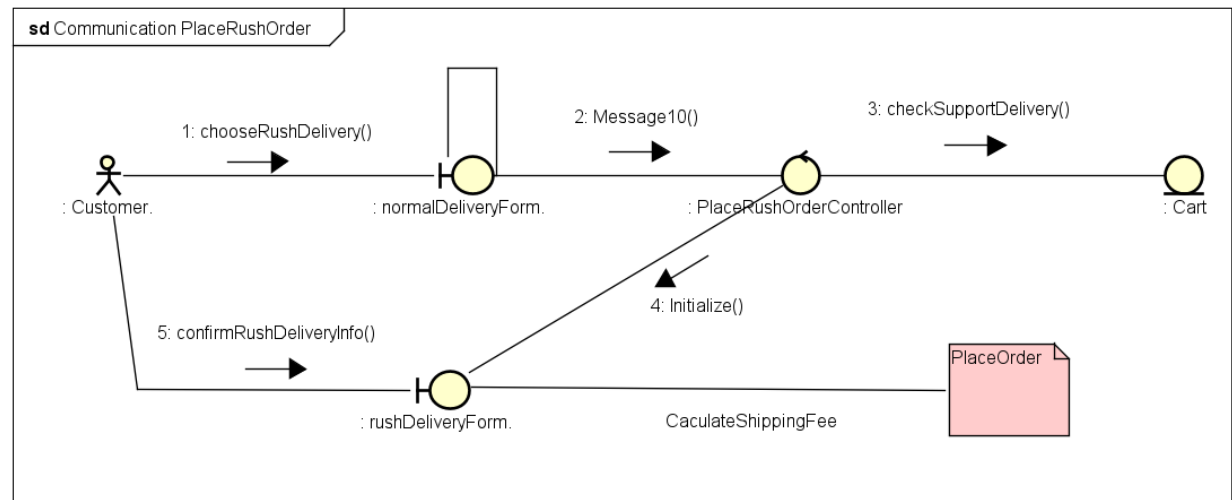 sd Communication PlaceRushOrder
1: chooseRushDelivery()
2: Message10()
3: checkSupportDelivery()
: Customer.
: normalDeliveryForm.
: PlaceRushOrderController
: Cart
4: Initialize()
5: confirmRushDeliveryInfo()
PlaceOrder
: rushDeliveryForm.
CaculateShippingFee